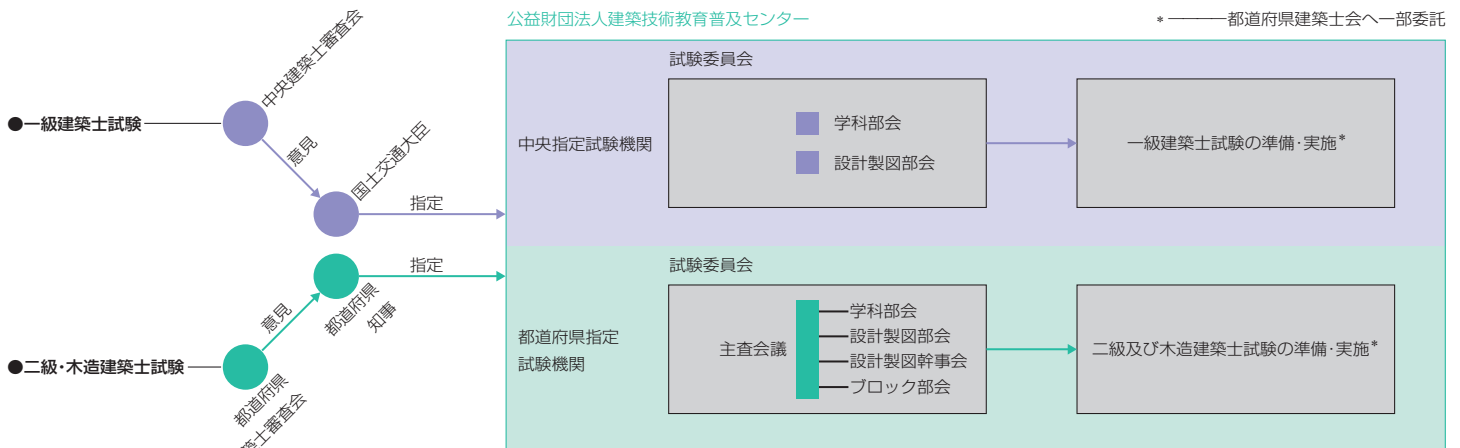 公益財団法人建築技術教育普及センター
* ———都道府県建築士会へ一部委託
●一級建築士試験
中央建築士審査会
意見
国土交通大臣
指定
中央指定試験機関
試験委員会
学科部会
設計製図部会
一級建築士試験の準備・実施*
●二級・木造建築士試験
都道府県
築士審査会
意見
都道府県
知事
指定
都道府県指定
試験機関
試験委員会
主査会議
学科部会
設計製図部会
設計製図幹事会
ブロック部会
二級及び木造建築士試験の準備・実施*